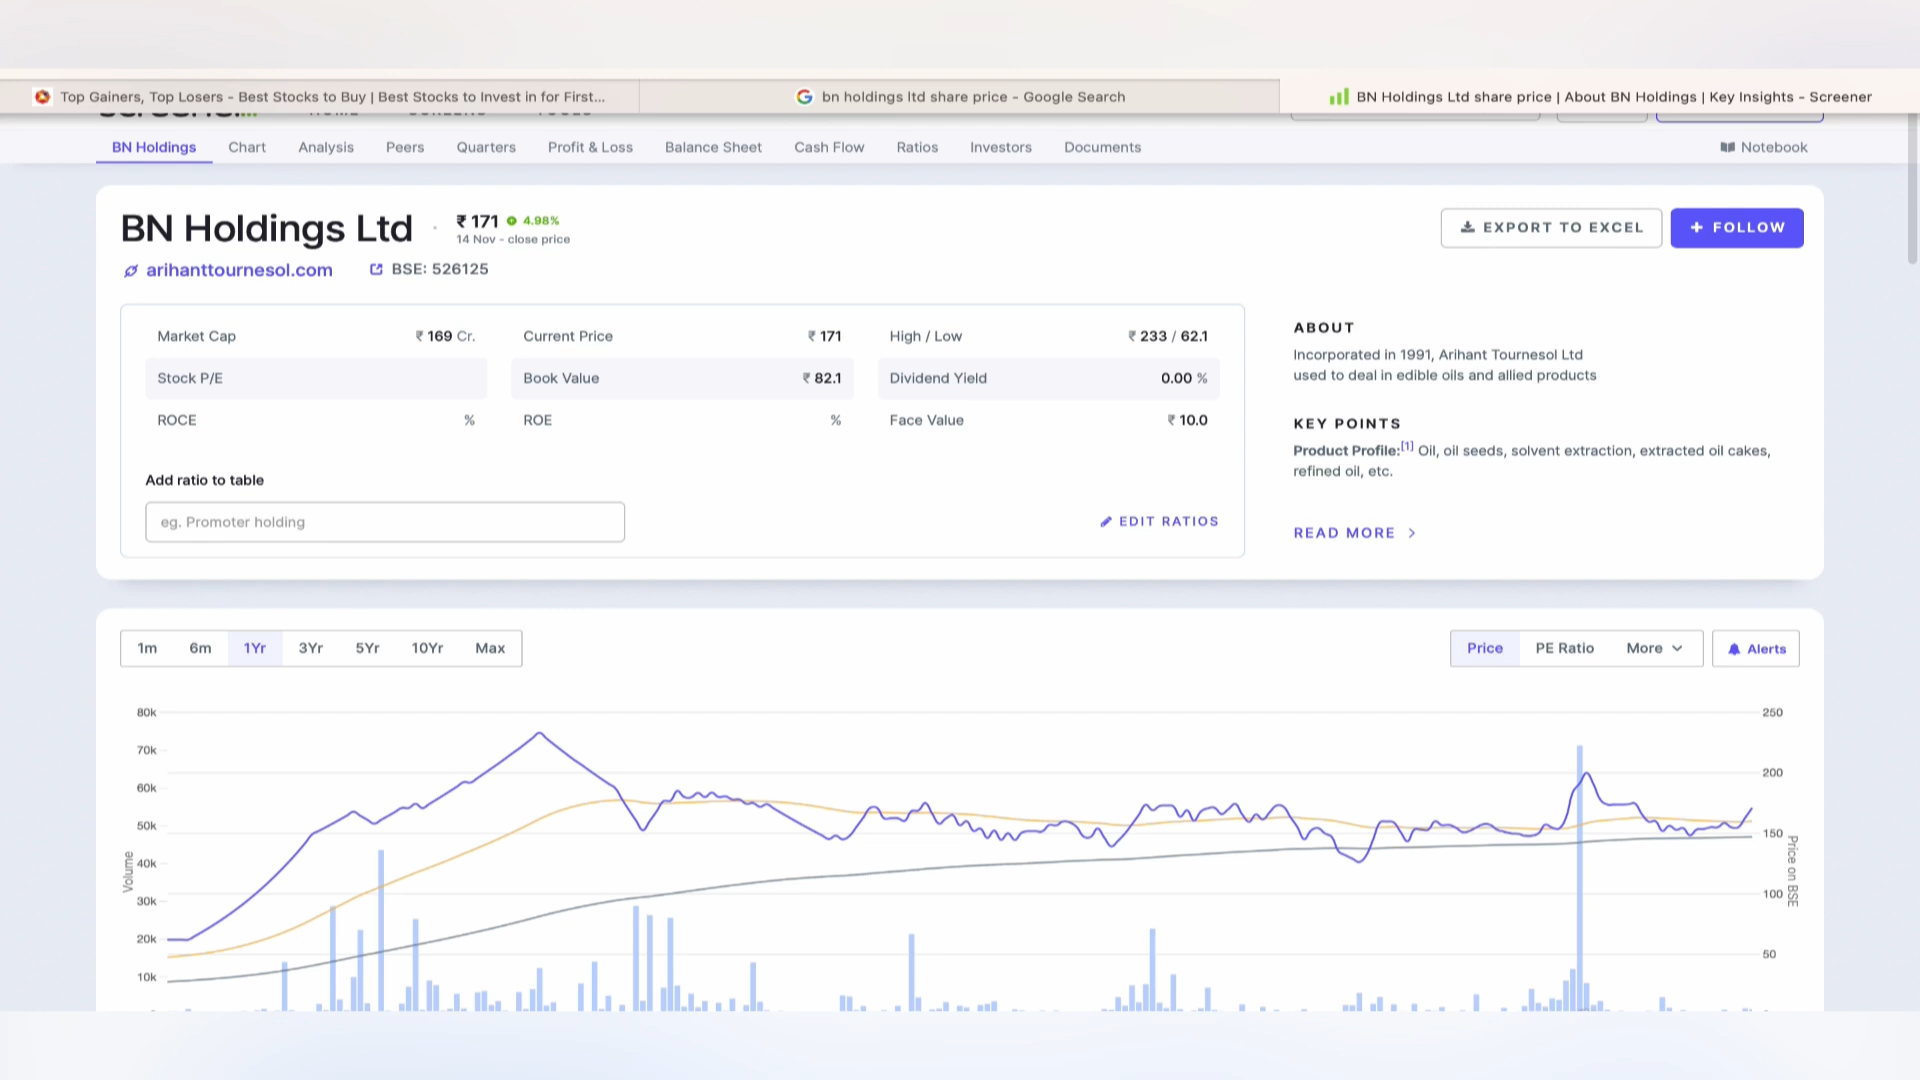 Top Gainers, Top Losers - Best Stocks to Buy | Best Stocks to Invest in for First...
bn holdings ltd share price - Google Search
BN Holdings Ltd share price | About BN Holdings | Key Insights - Screener
BN Holdings
Chart
Analysis
Peers
Quarters
Profit & Loss
Balance Sheet
Cash Flow
Ratios
Investors
Documents
Notebook
BN Holdings Ltd
₹ 171 4.98%
14 Nov - close price
EXPORT TO EXCEL
+ FOLLOW
arihanttournesol.com
BSE: 526125
Market Cap ₹ 169 Cr.
Current Price ₹ 171
High / Low ₹ 233 / 62.1
Stock P/E
Book Value ₹ 82.1
Dividend Yield 0.00 %
ROCE %
ROE %
Face Value ₹ 10.0
Add ratio to table
eg. Promoter holding
EDIT RATIOS
ABOUT
Incorporated in 1991, Arihant Tournesol Ltd
used to deal in edible oils and allied products
KEY POINTS
Product Profile:[1] Oil, oil seeds, solvent extraction, extracted oil cakes,
refined oil, etc.
READ MORE
1m 6m 1Yr 3Yr 5Yr 10Yr Max
Price PE Ratio More
Alerts
80k
70k
60k
50k
40k
30k
20k
10k
Volume
250
200
150
100
50
Price on BSE